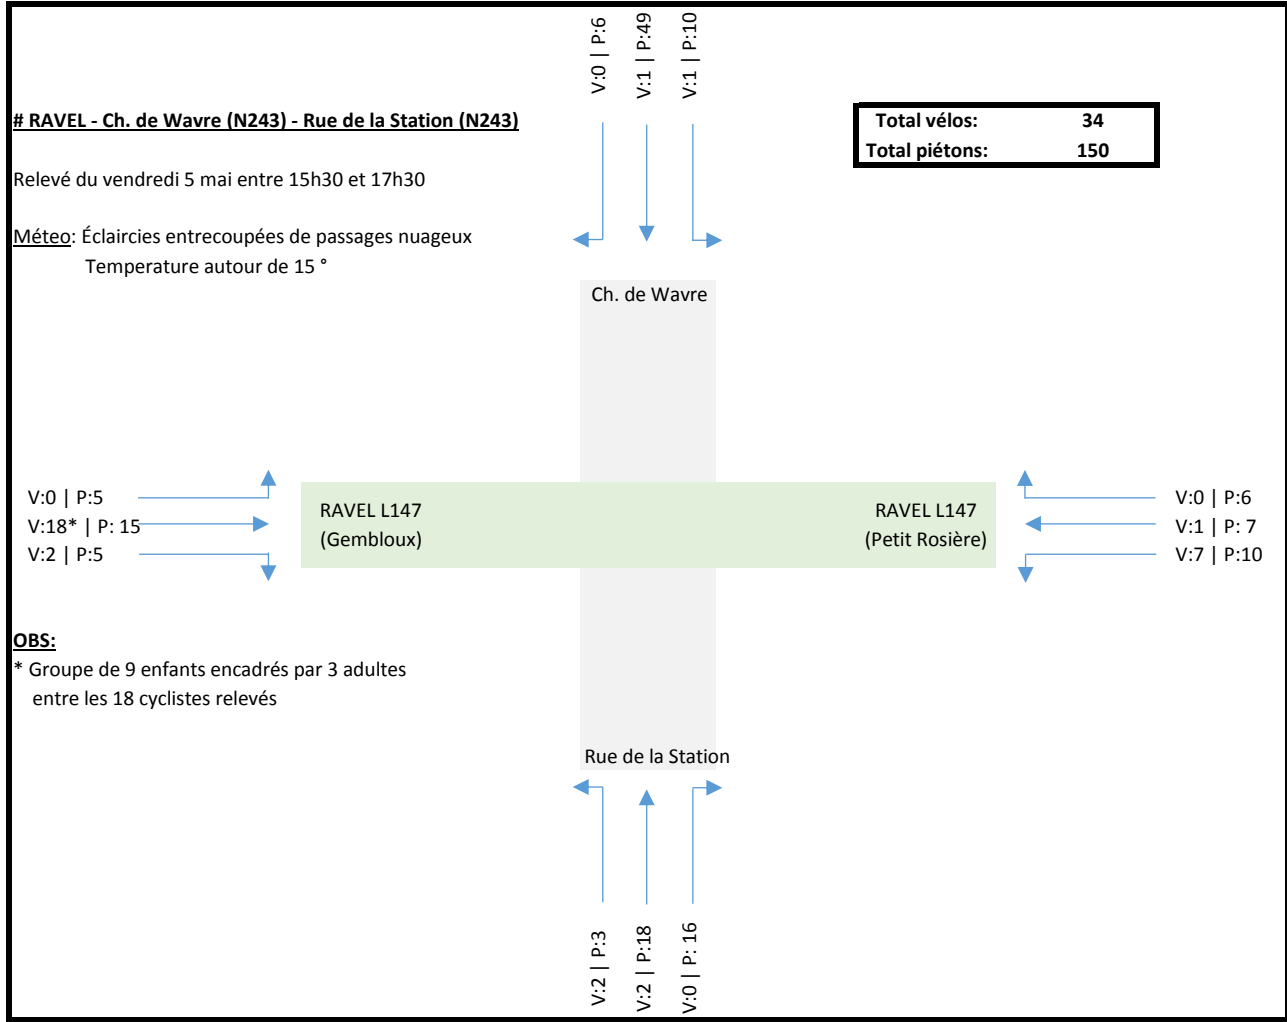 V:0 | P:6
V:1 | P:49
V:1 | P:10
# RAVEL - Ch. de Wavre (N243) - Rue de la Station (N243)
Total vélos: 34
Total piétons: 150
Relevé du vendredi 5 mai entre 15h30 et 17h30
Méteo: Éclaircies entrecoupées de passages nuageux
Temperature autour de 15 °
Ch. de Wavre
V:0 | P:5
V:18* | P: 15
V:2 | P:5
RAVEL L147
(Gembloux)
RAVEL L147
(Petit Rosière)
V:0 | P:6
V:1 | P: 7
V:7 | P:10
OBS:
* Groupe de 9 enfants encadrés par 3 adultes
entre les 18 cyclistes relevés
Rue de la Station
V:2 | P:3
V:2 | P:18
V:0 | P: 16